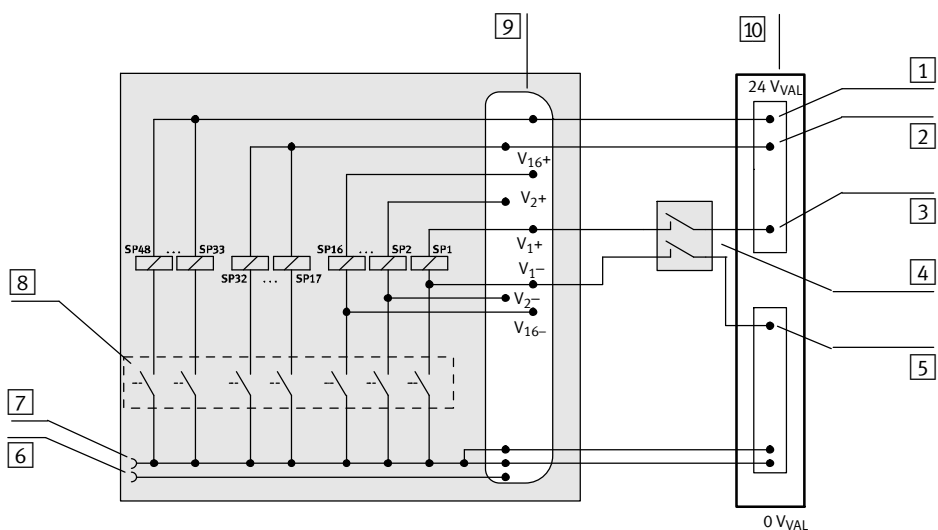 9
10
24 VVAL
1
2
V16+
V2+
3
V1+
SP48 ... SP33
SP16 ... SP2 SP1
V1–
4
SP32 ... SP17
8
V2–
V16–
5
7
6
0 VVAL